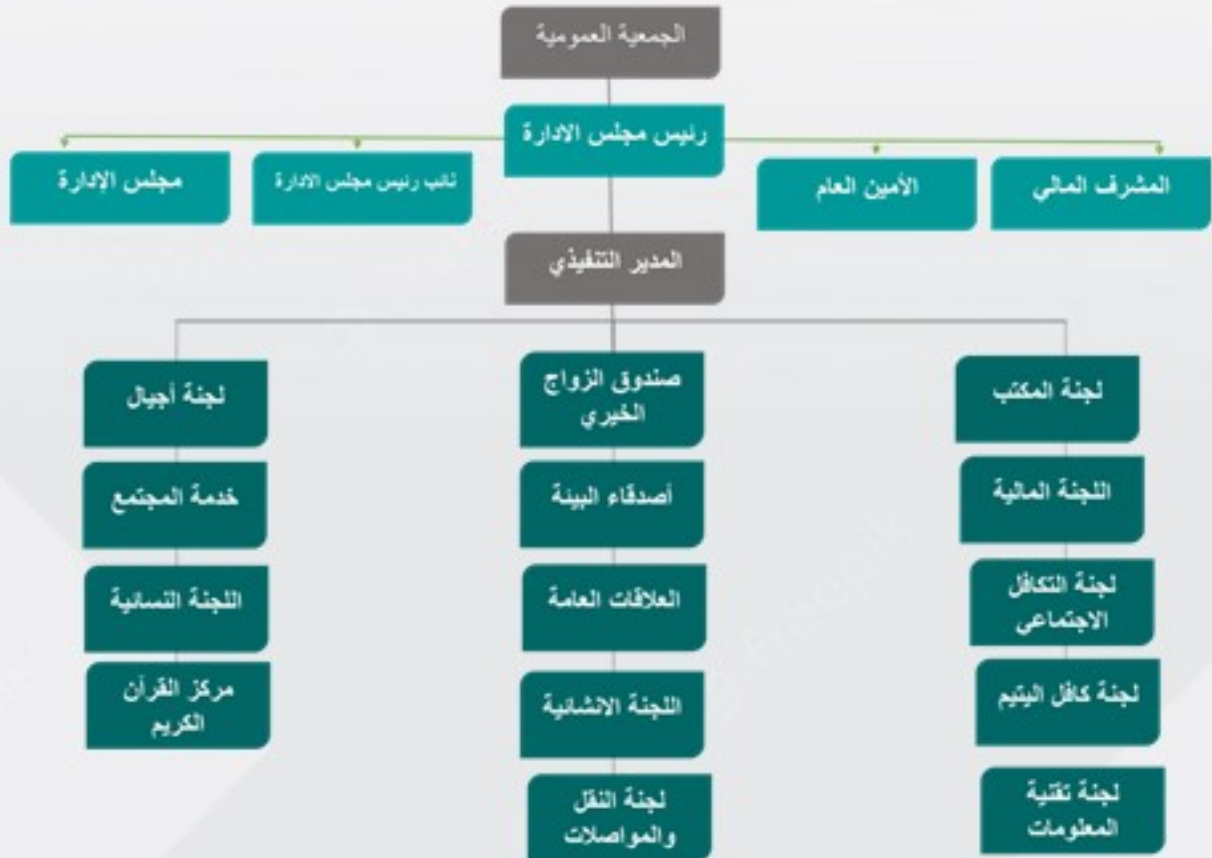 الجمعية العمومية
رئيس مجلس الادارة
المشرف المالي
الأمين العام
نائب رئيس مجلس الادارة
مجلس الإدارة
المدير التنفيذي
لجنة المكتب
اللجنة المالية
لجنة التكافل
الاجتماعي
لجنة كافل اليتيم
لجنة تقنية
المعلومات
صندوق الزواج
الخيري
أصدقاء البيئة
العلاقات العامة
اللجنة الانشائية
لجنة النقل
والمواصلات
لجنة أجيال
خدمة المجتمع
اللجنة النسائية
مركز القرآن
الكريم